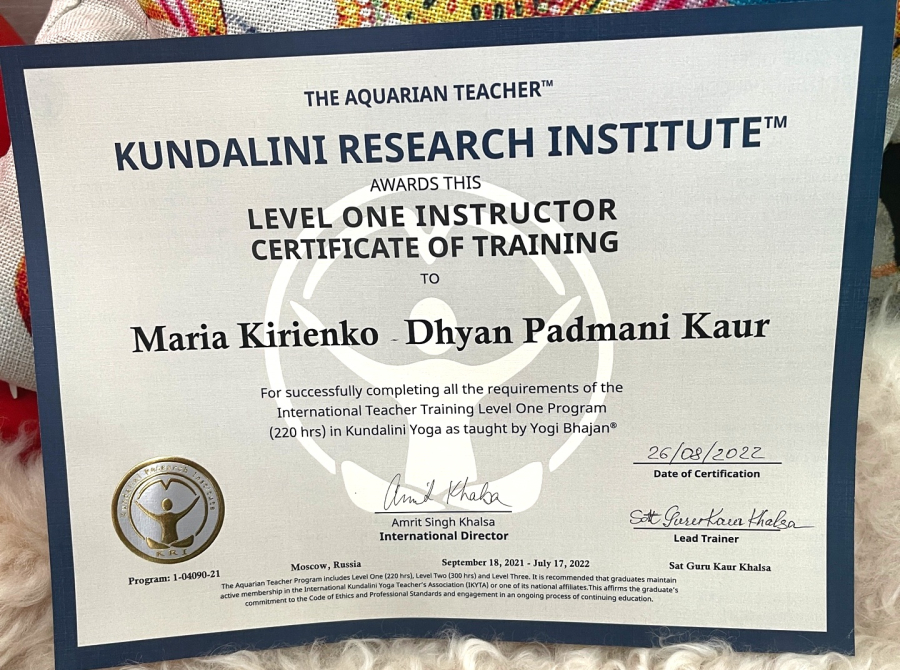 THE AQUARIAN TEACHER™
KUNDALINI RESEARCH INSTITUTE™
AWARDS THIS
LEVEL ONE INSTRUCTOR
CERTIFICATE OF TRAINING
TO
Maria Kirienko - Dhyan Padmani Kaur
For successfully completing all the requirements of the
International Teacher Training Level One Program
(220 hrs) in Kundalini Yoga as taught by Yogi Bhajan®
26/08/2022
Date of Certification
Amrit Singh Khalsa
International Director
Lead Trainer
KRI
Program: 1-04090-21
Moscow, Russia
September 18, 2021 - July 17, 2022
Sat Guru Kaur Khalsa
The Aquarian Teacher Program includes Level One (220 hrs), Level Two (300 hrs) and Level Three. It is recommended that graduates maintain
active membership in the International Kundalini Yoga Teacher's Association (IKYTA) or one of its national affiliates.This affirms the graduate's
commitment to the Code of Ethics and Professional Standards and engagement in an ongoing process of continuing education.